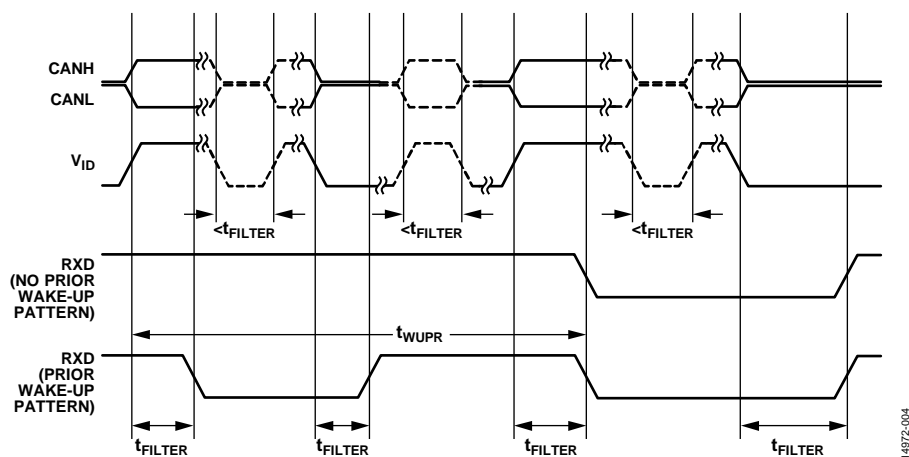 CANH
CANL
VID
<tFILTER
<tFILTER
<tFILTER
RXD
(NO PRIOR
WAKE-UP
PATTERN)
tWUPR
RXD
(PRIOR
WAKE-UP
PATTERN)
tFILTER
tFILTER
tFILTER
tFILTER
14972-004